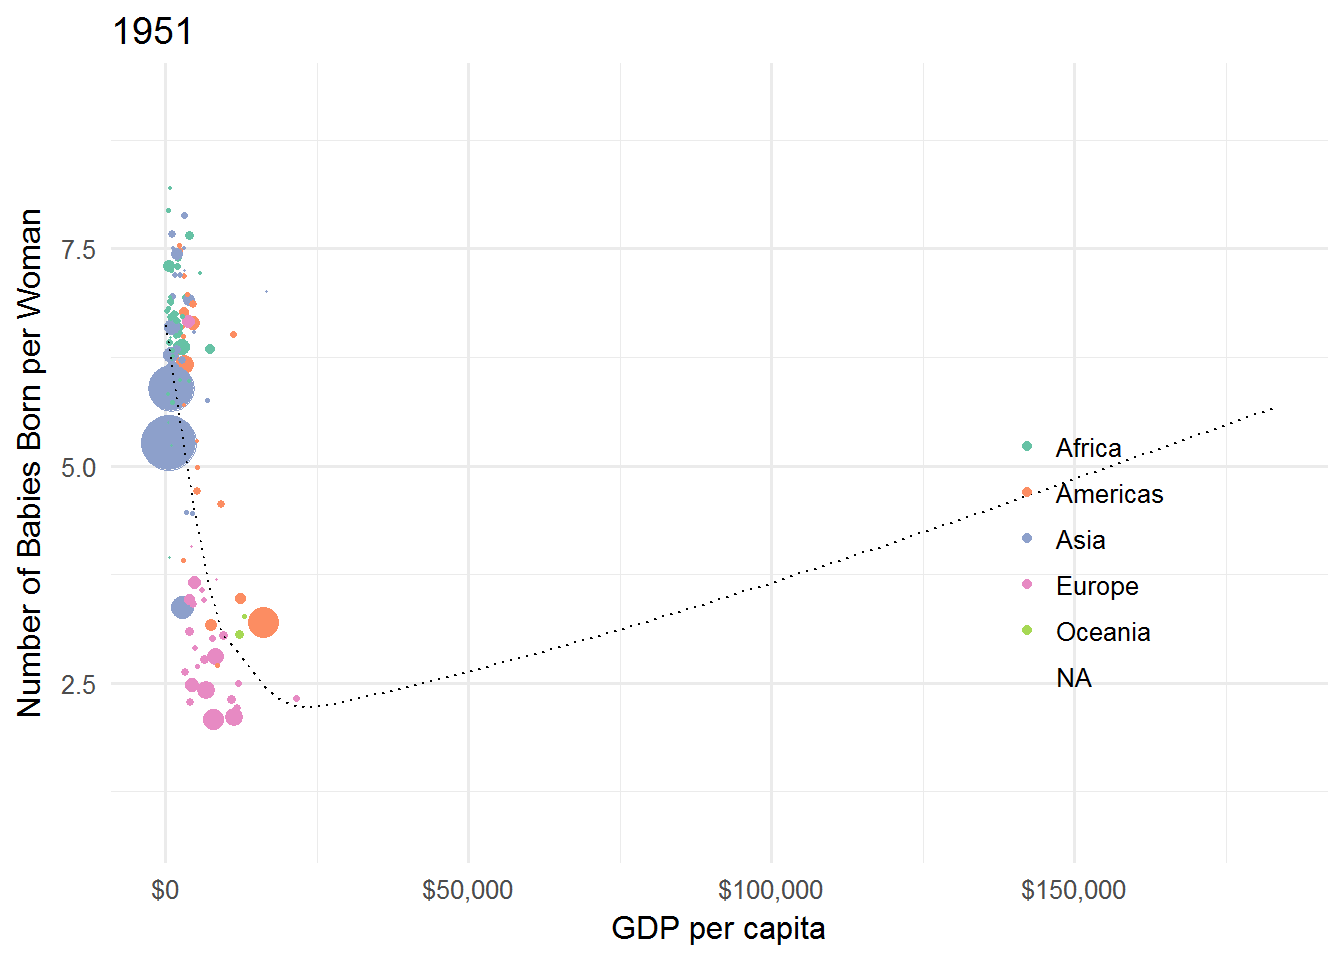 1951
Number of Babies Born per Woman
7.5
5.0
2.5
Africa
Americas
Asia
Europe
Oceania
NA
$0
$50,000
$100,000
$150,000
GDP per capita